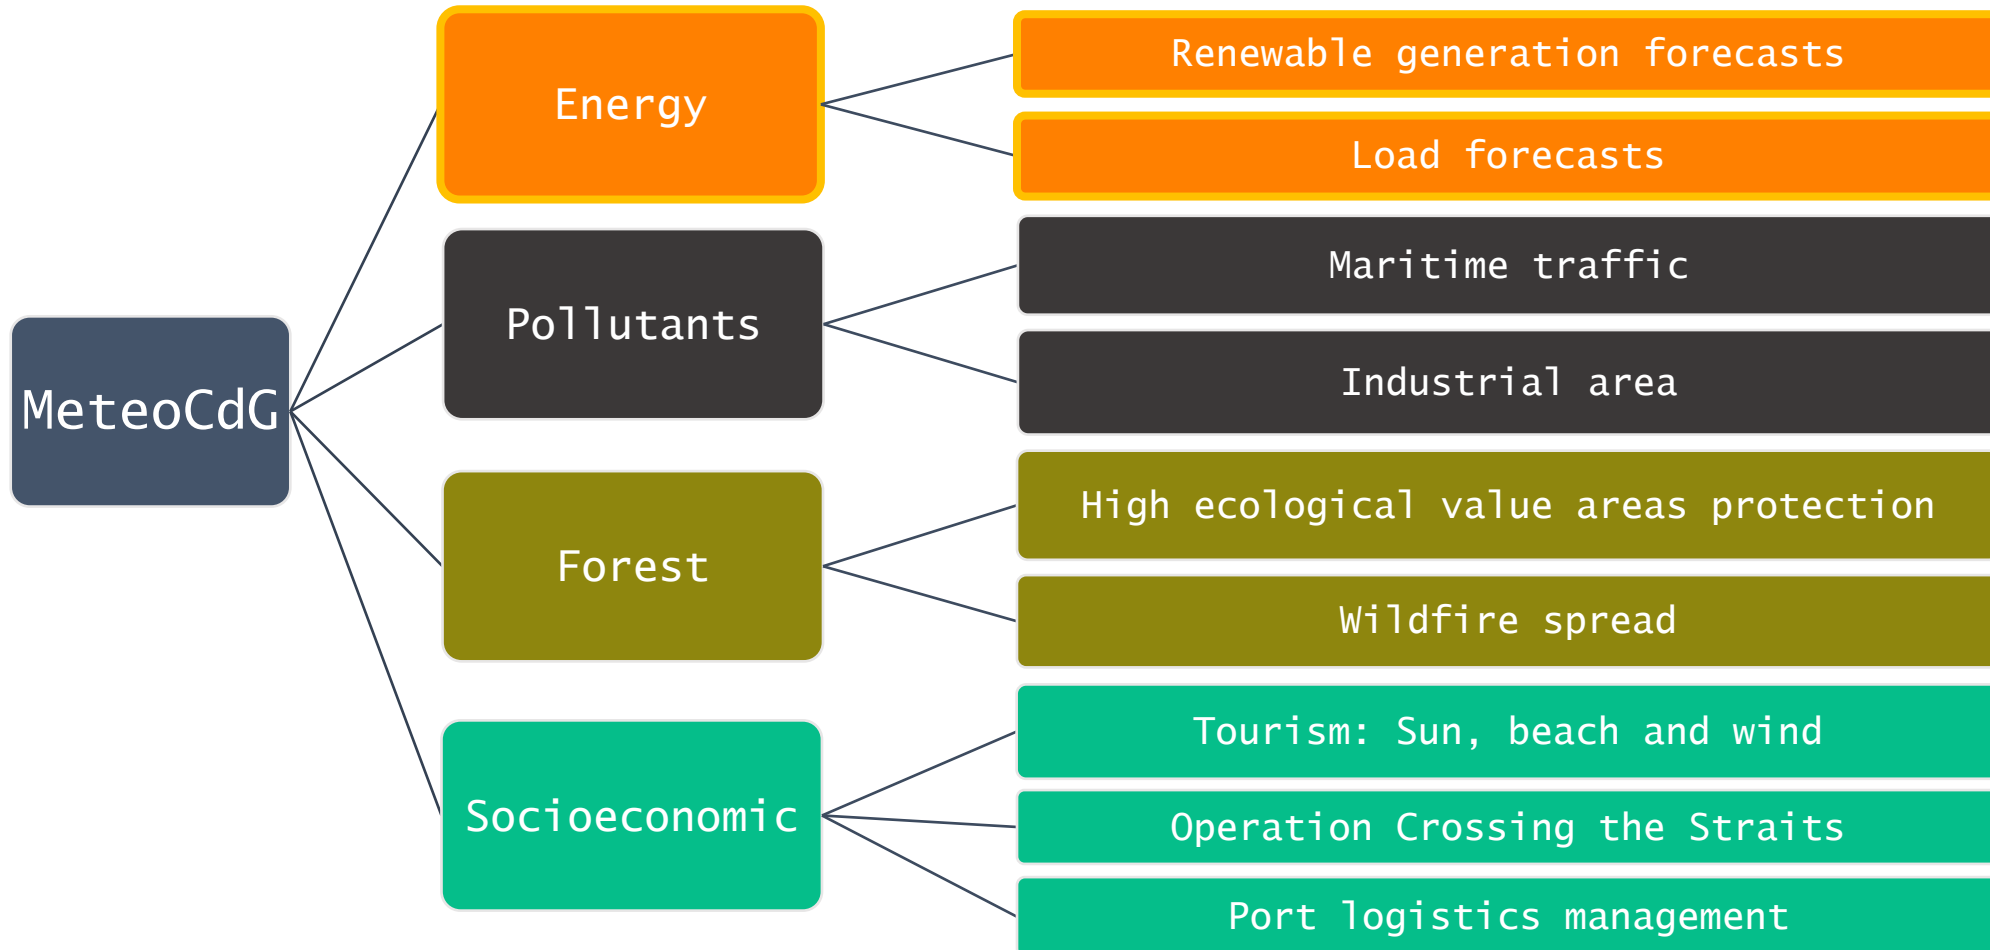 MeteoCdG
Energy
Renewable generation forecasts
Load forecasts
Pollutants
Maritime traffic
Industrial area
Forest
High ecological value areas protection
Wildfire spread
Socioeconomic
Tourism: Sun, beach and wind
Operation Crossing the Straits
Port logistics management